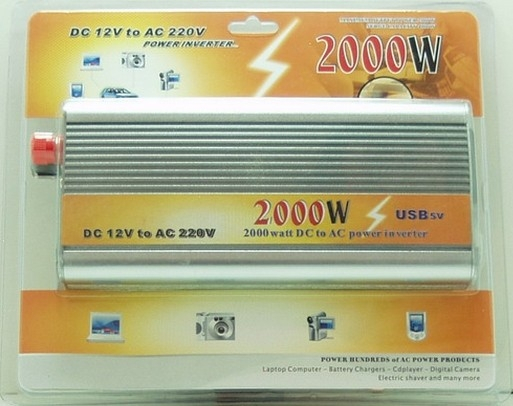 DC 12V to AC 220V
POWER INVERTER...
2000W
2000W
USB 5V
DC 12V to AC 220V
2000watt DC to AC power inverter
POWER HUNDREDS of AC POWER PRODUCTS
Laptop Computer - Battery Chargers - Cdplayer - Digital Camera
Electric shaver and many more